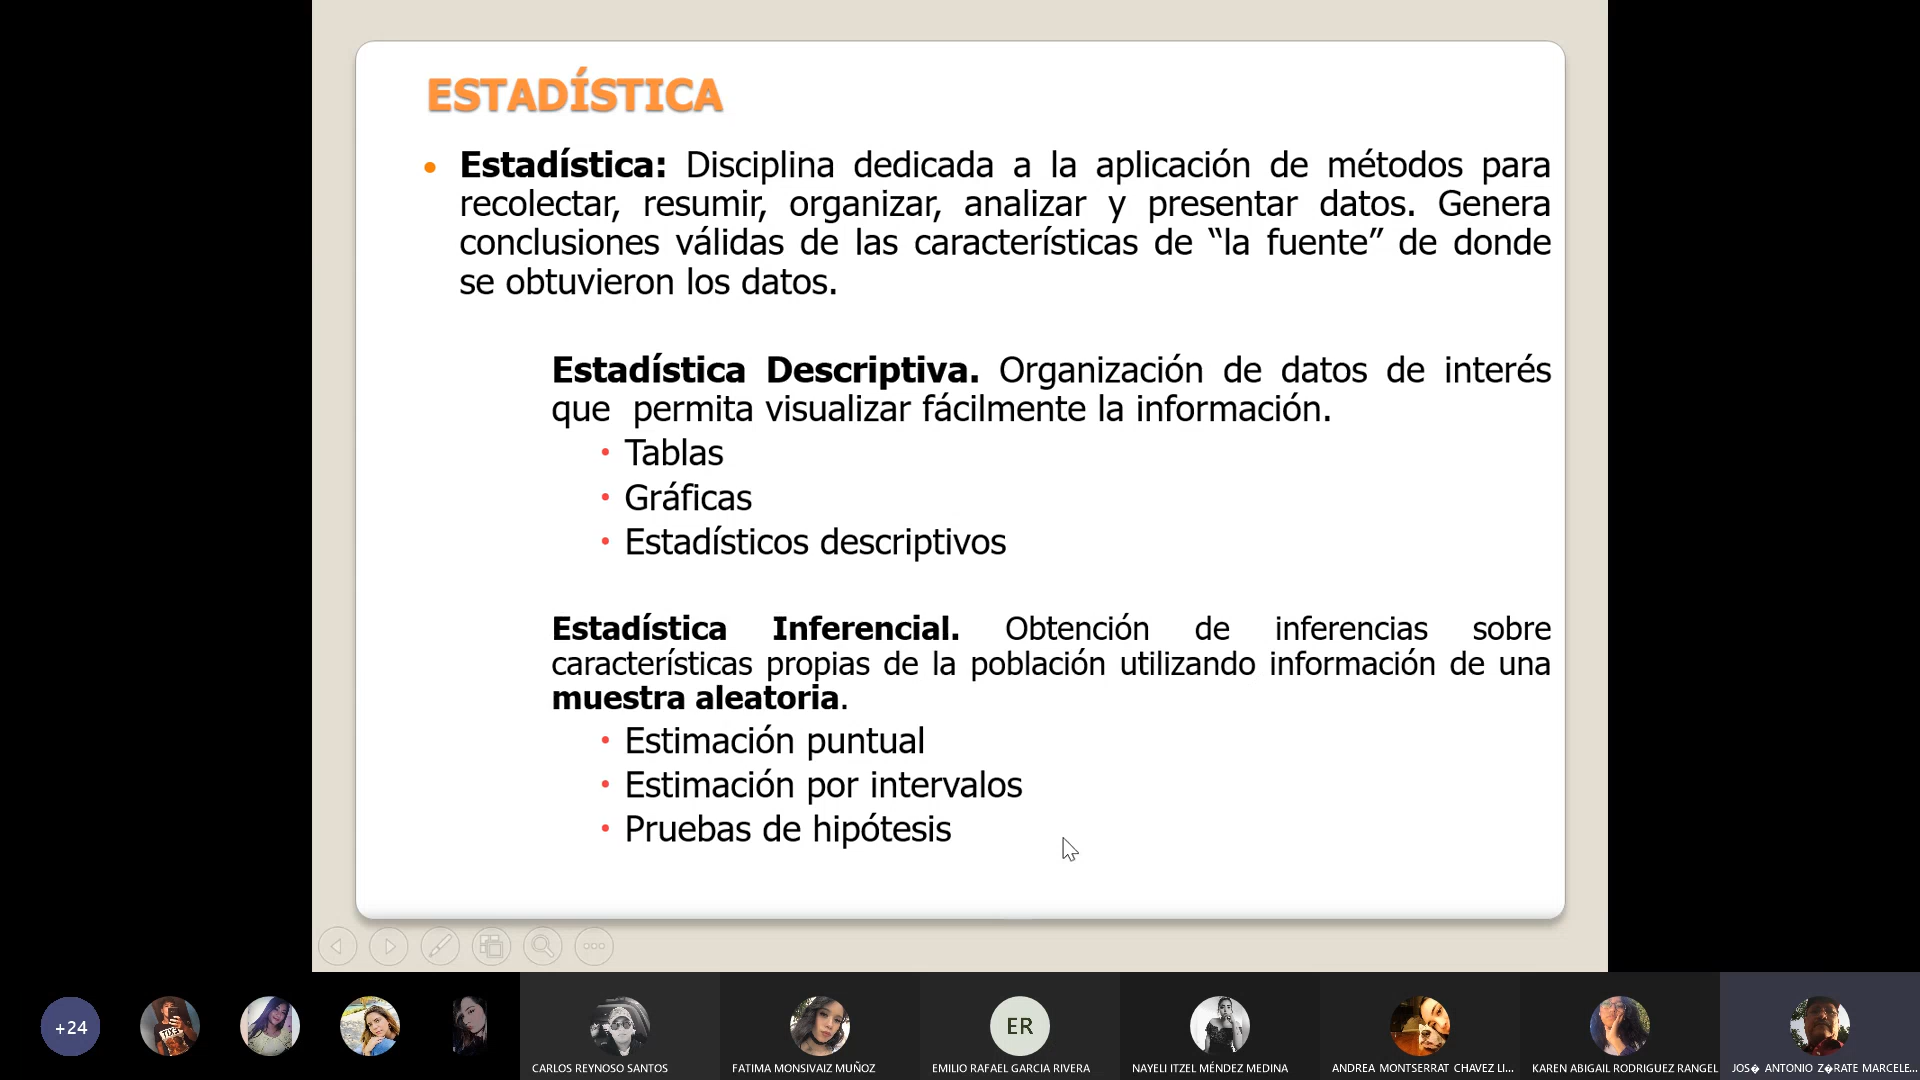 ESTADÍSTICA
• Estadística: Disciplina dedicada a la aplicación de métodos para
recolectar, resumir, organizar, analizar y presentar datos. Genera
conclusiones válidas de las características de “la fuente” de donde
se obtuvieron los datos.
Estadística Descriptiva. Organización de datos de interés
que permita visualizar fácilmente la información.
• Tablas
• Gráficas
• Estadísticos descriptivos
Estadística Inferencial. Obtención de inferencias sobre
características propias de la población utilizando información de una
muestra aleatoria.
• Estimación puntual
• Estimación por intervalos
• Pruebas de hipótesis
+24
ER
CARLOS REYNOSO SANTOS
FATIMA MONSIVAIZ MUÑOZ
EMILIO RAFAEL GARCIA RIVERA
NAYELI ITZEL MÉNDEZ MEDINA
ANDREA MONTSERRAT CHAVEZ LI...
KAREN ABIGAIL RODRIGUEZ RANGEL
JOS� ANTONIO Z�RATE MARCELE...